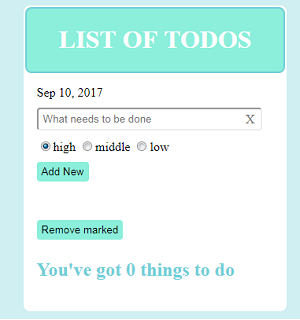 LIST OF TODOS
Sep 10, 2017
What needs to be done X
high middle low
Add New
Remove marked
You've got 0 things to do